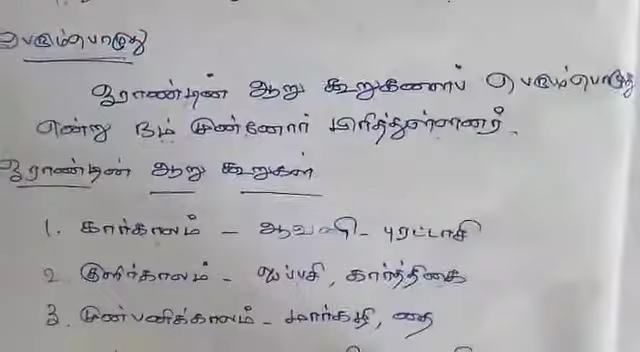 பெரும்பொழுது
ஓராண்டின் ஆறு கூறுகளைப் பெரும்பொழுது
என்று நம் முன்னோர் பிரித்துள்ளனர்.
ஓராண்டின் ஆறு கூறுகள்
1. கார்காலம் – ஆவணி – புரட்டாசி
2. குளிர்காலம் – ஐப்பசி, கார்த்திகை
3. முன்பனிக்காலம் – மார்கழி, தை